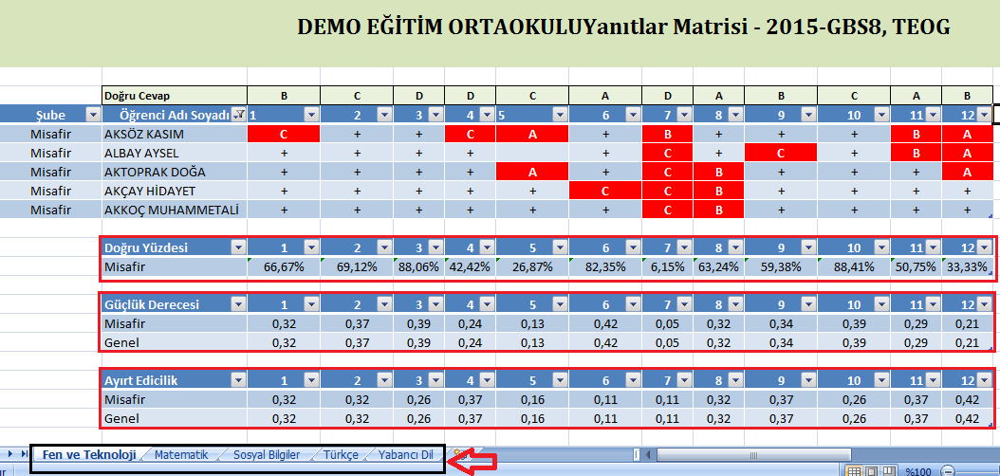 DEMO EĞİTİM ORTAOKULUYanıtlar Matrisi - 2015-GBS8, TEOG
Doğru Cevap B C D D C A D A B C A B
Şube Öğrenci Adı Soyadı 1 2 3 4 5 6 7 8 9 10 11 12
Misafir AKSÖZ KASIM C + + C A + B + + + B A
Misafir ALBAY AYSEL + + + + + + C + C + B A
Misafir AKTOPRAK DOĞA + + + + A + C B + + + A
Misafir AKÇAY HİDAYET + + + + + C C B + + + +
Misafir AKKOÇ MUHAMMETALİ + + + + + + C B + + + +
Doğru Yüzdesi 1 2 3 4 5 6 7 8 9 10 11 12
Misafir 66,67% 69,12% 88,06% 42,42% 26,87% 82,35% 6,15% 63,24% 59,38% 88,41% 50,75% 33,33%
Güçlük Derecesi 1 2 3 4 5 6 7 8 9 10 11 12
Misafir 0,32 0,37 0,39 0,24 0,13 0,42 0,05 0,32 0,34 0,39 0,29 0,21
Genel 0,32 0,37 0,39 0,24 0,13 0,42 0,05 0,32 0,34 0,39 0,29 0,21
Ayırt Edicilik 1 2 3 4 5 6 7 8 9 10 11 12
Misafir 0,32 0,32 0,26 0,37 0,16 0,11 0,11 0,32 0,37 0,26 0,37 0,42
Genel 0,32 0,32 0,26 0,37 0,16 0,11 0,11 0,32 0,37 0,26 0,37 0,42
Fen ve Teknoloji Matematik Sosyal Bilgiler Türkçe Yabancı Dil
%100